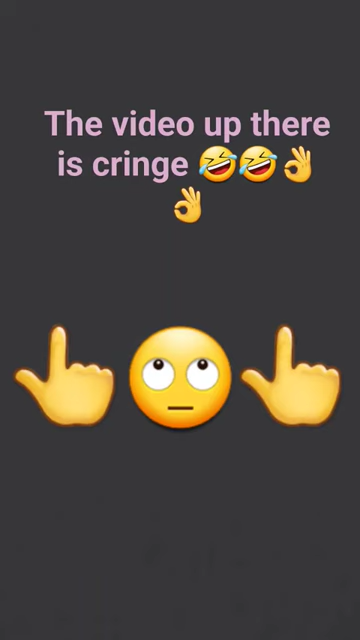 The video up there
is cringe 🤣🤣👌
👌